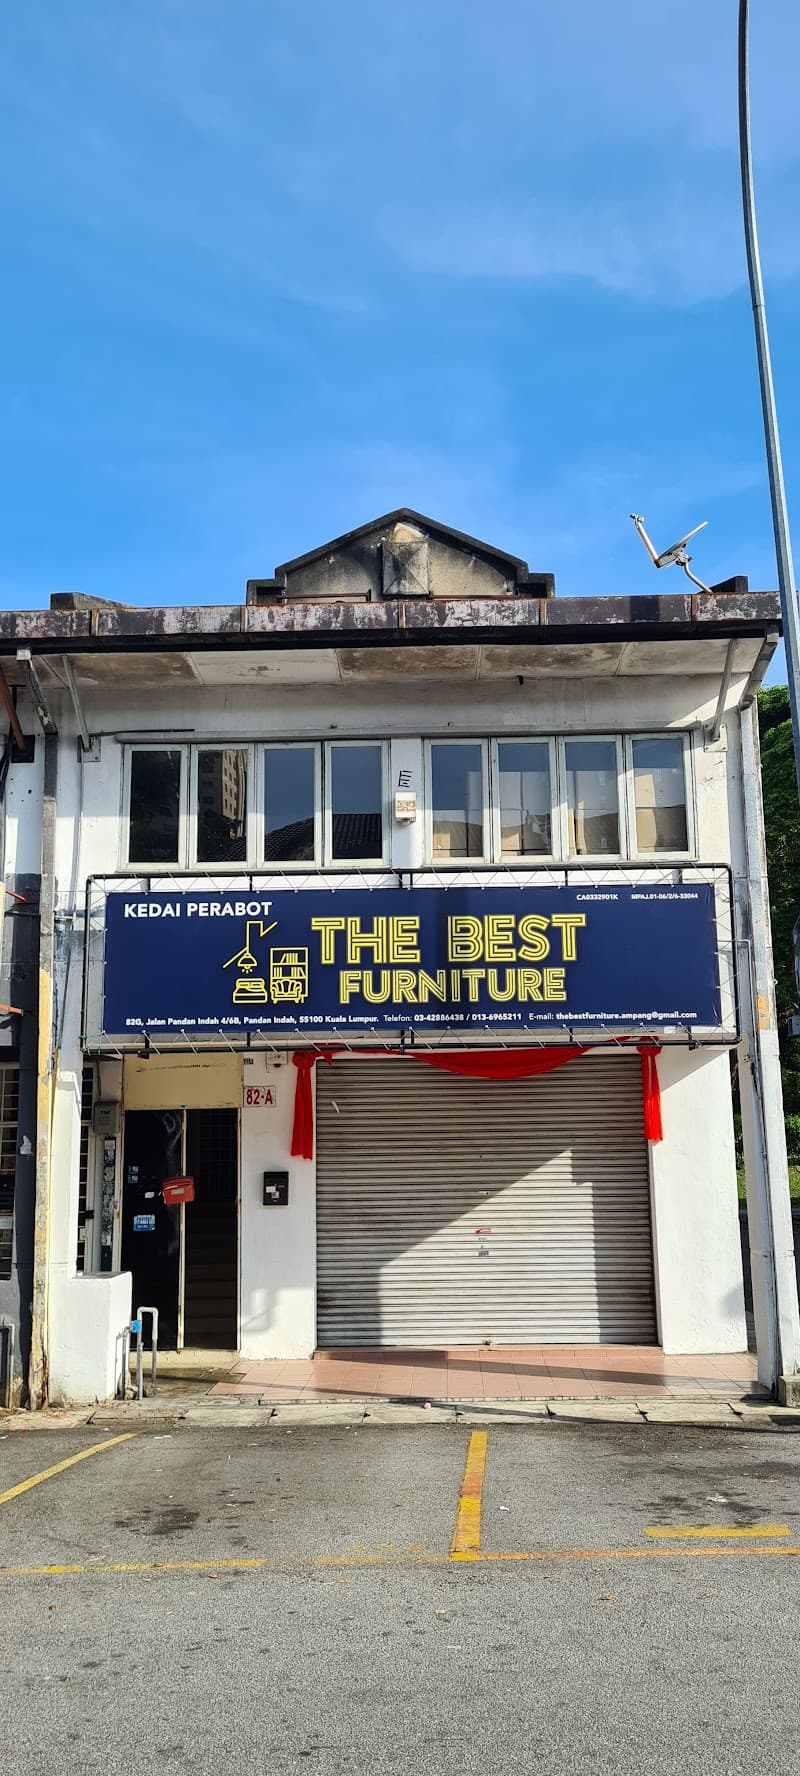 KEDAI PERABOT
CA0332901K MPAJ.01-06/2/6-33044
THE BEST
FURNITURE
82G, Jalan Pandan Indah 4/6B, Pandan Indah, 55100 Kuala Lumpur. Telefon: 03-42886438 / 013-6965211 E-mail: thebestfurniture.ampang@gmail.com
82-A
TM